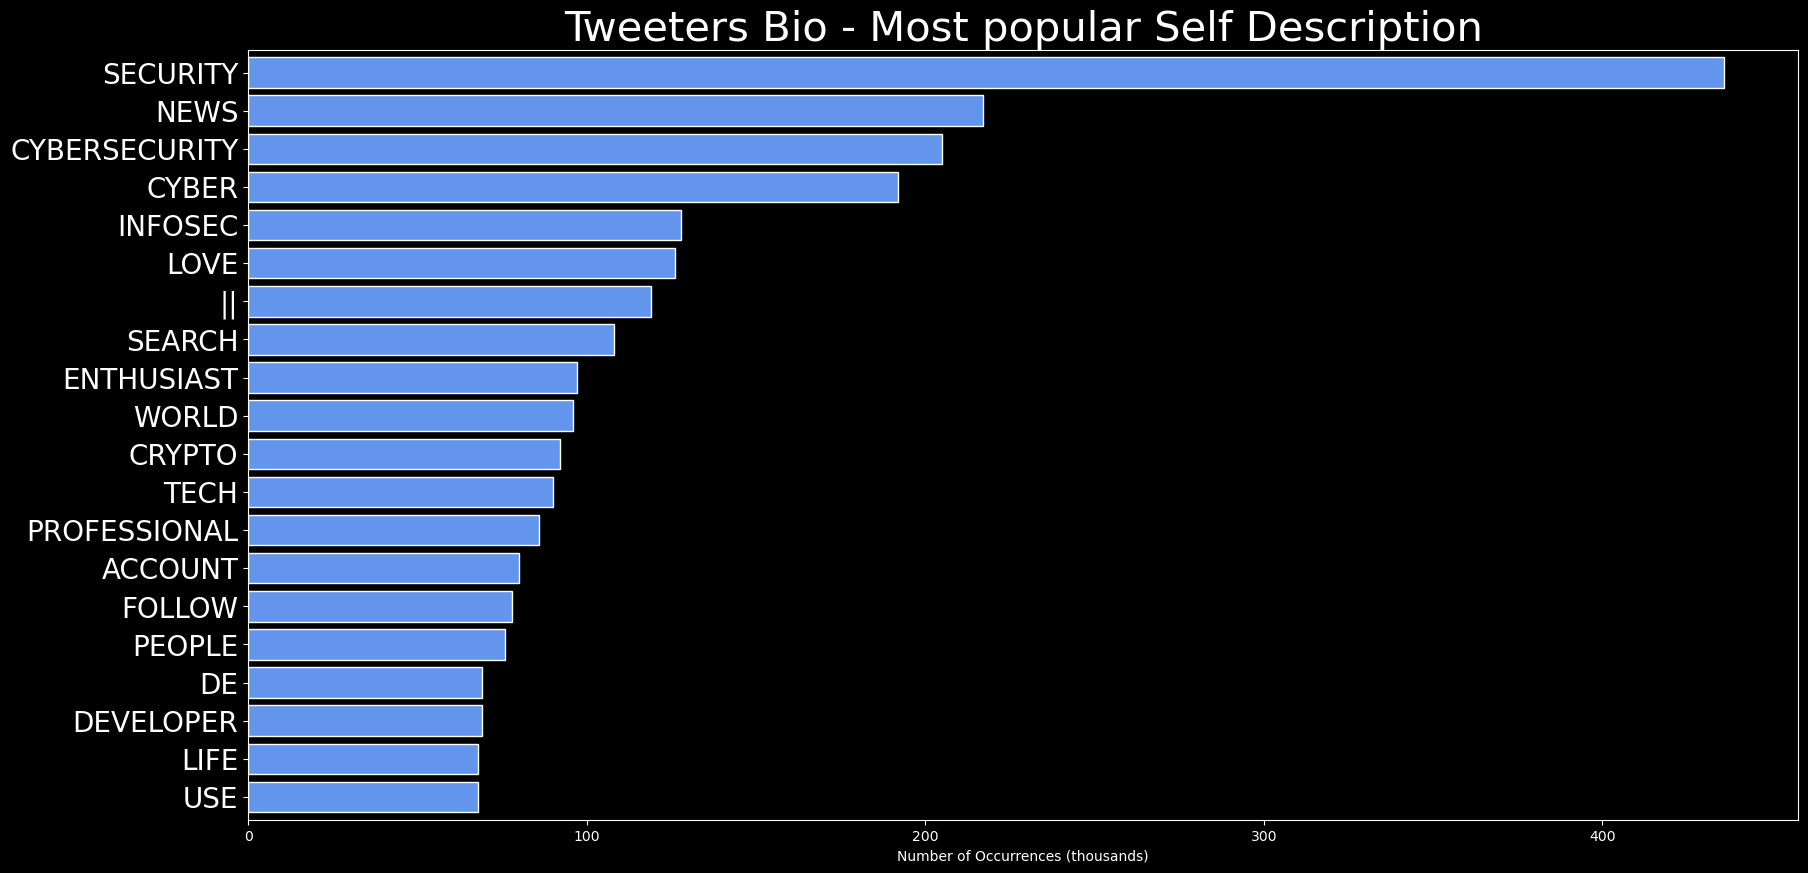 Tweeters Bio - Most popular Self Description
SECURITY
NEWS
CYBERSECURITY
CYBER
INFOSEC
LOVE
||
SEARCH
ENTHUSIAST
WORLD
CRYPTO
TECH
PROFESSIONAL
ACCOUNT
FOLLOW
PEOPLE
DE
DEVELOPER
LIFE
USE
0 100 200 300 400
Number of Occurrences (thousands)